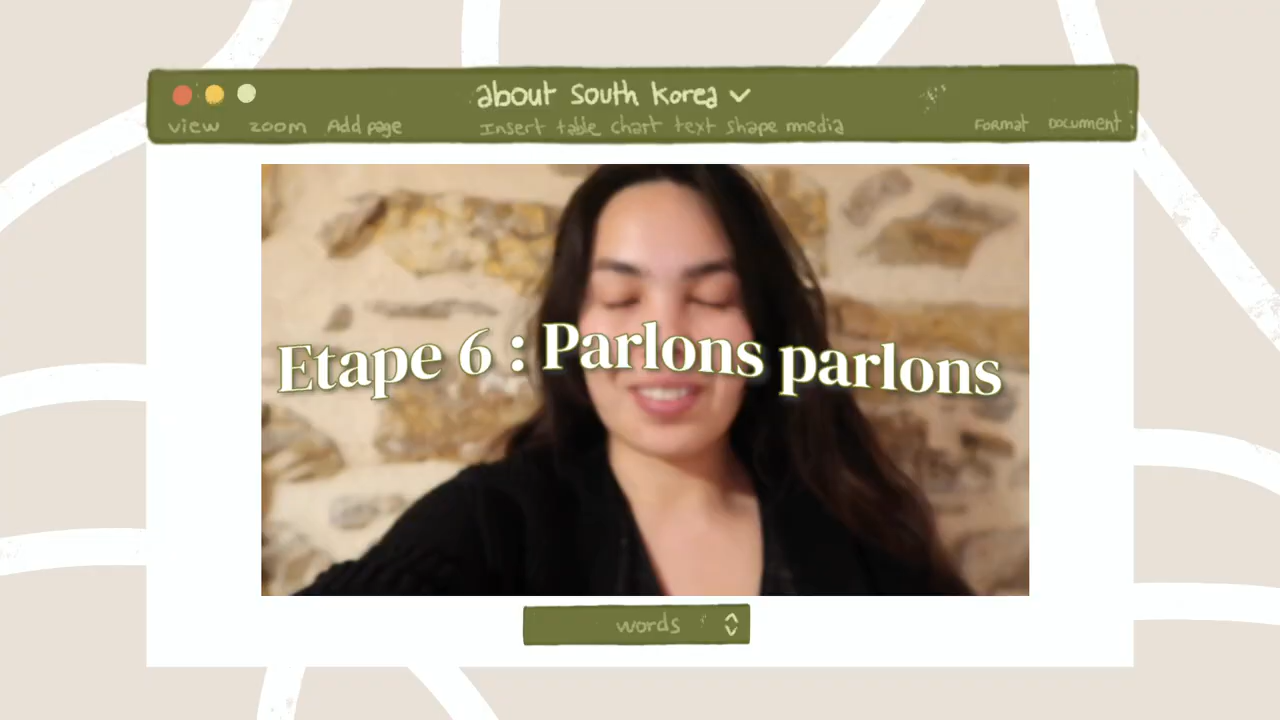 about South Korea
view zoom Add page Insert table chart text shape media Format Document
Etape 6 : Parlons parlons
words